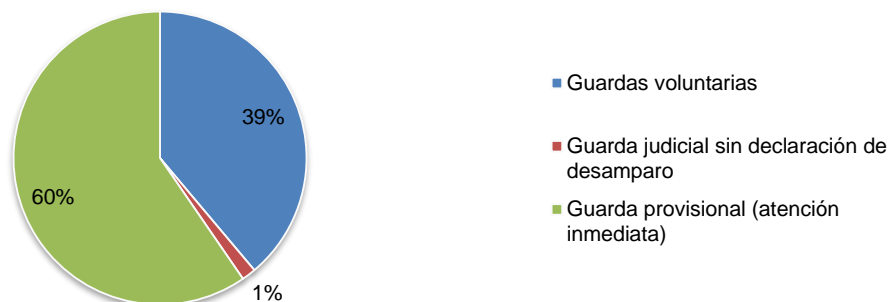 39%
60%
1%
Guardas voluntarias
Guarda judicial sin declaración de
desamparo
Guarda provisional (atención
inmediata)